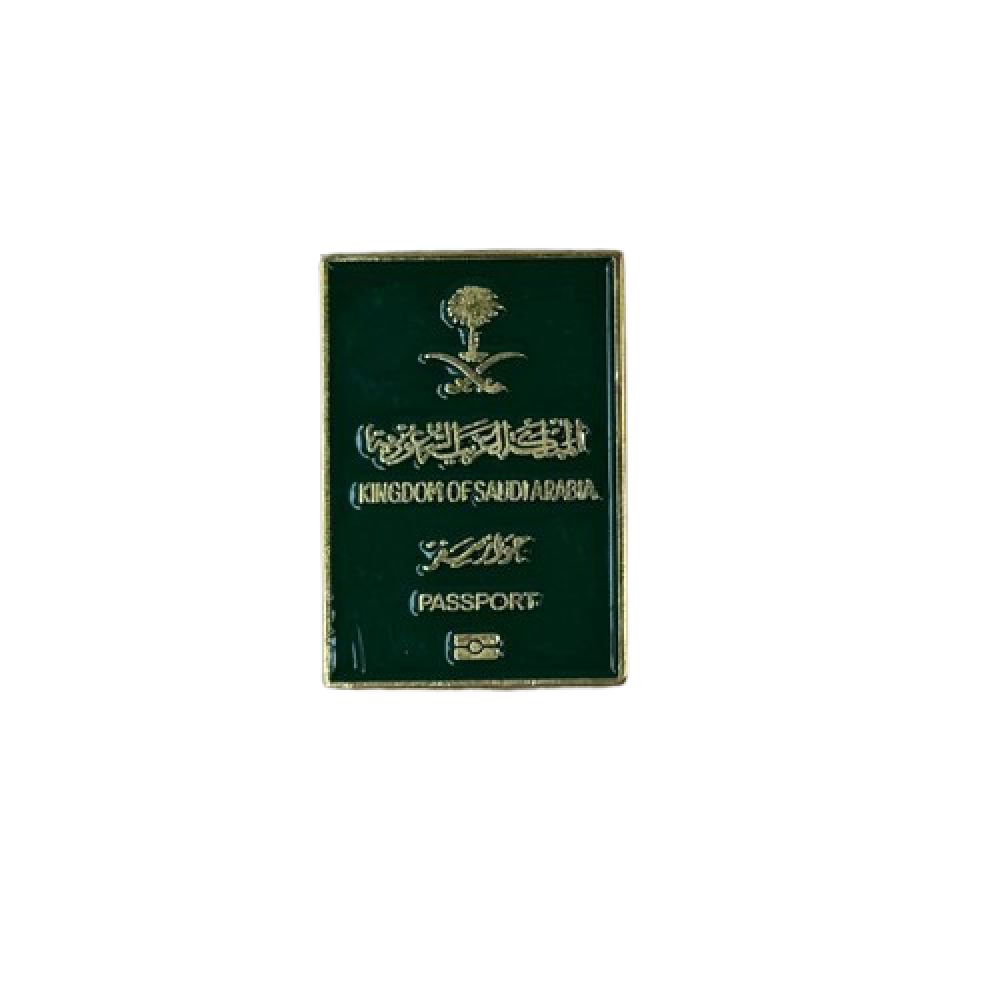 المملكة العربية السعودية
KINGDOM OF SAUDI ARABIA
جواز سفر
PASSPORT